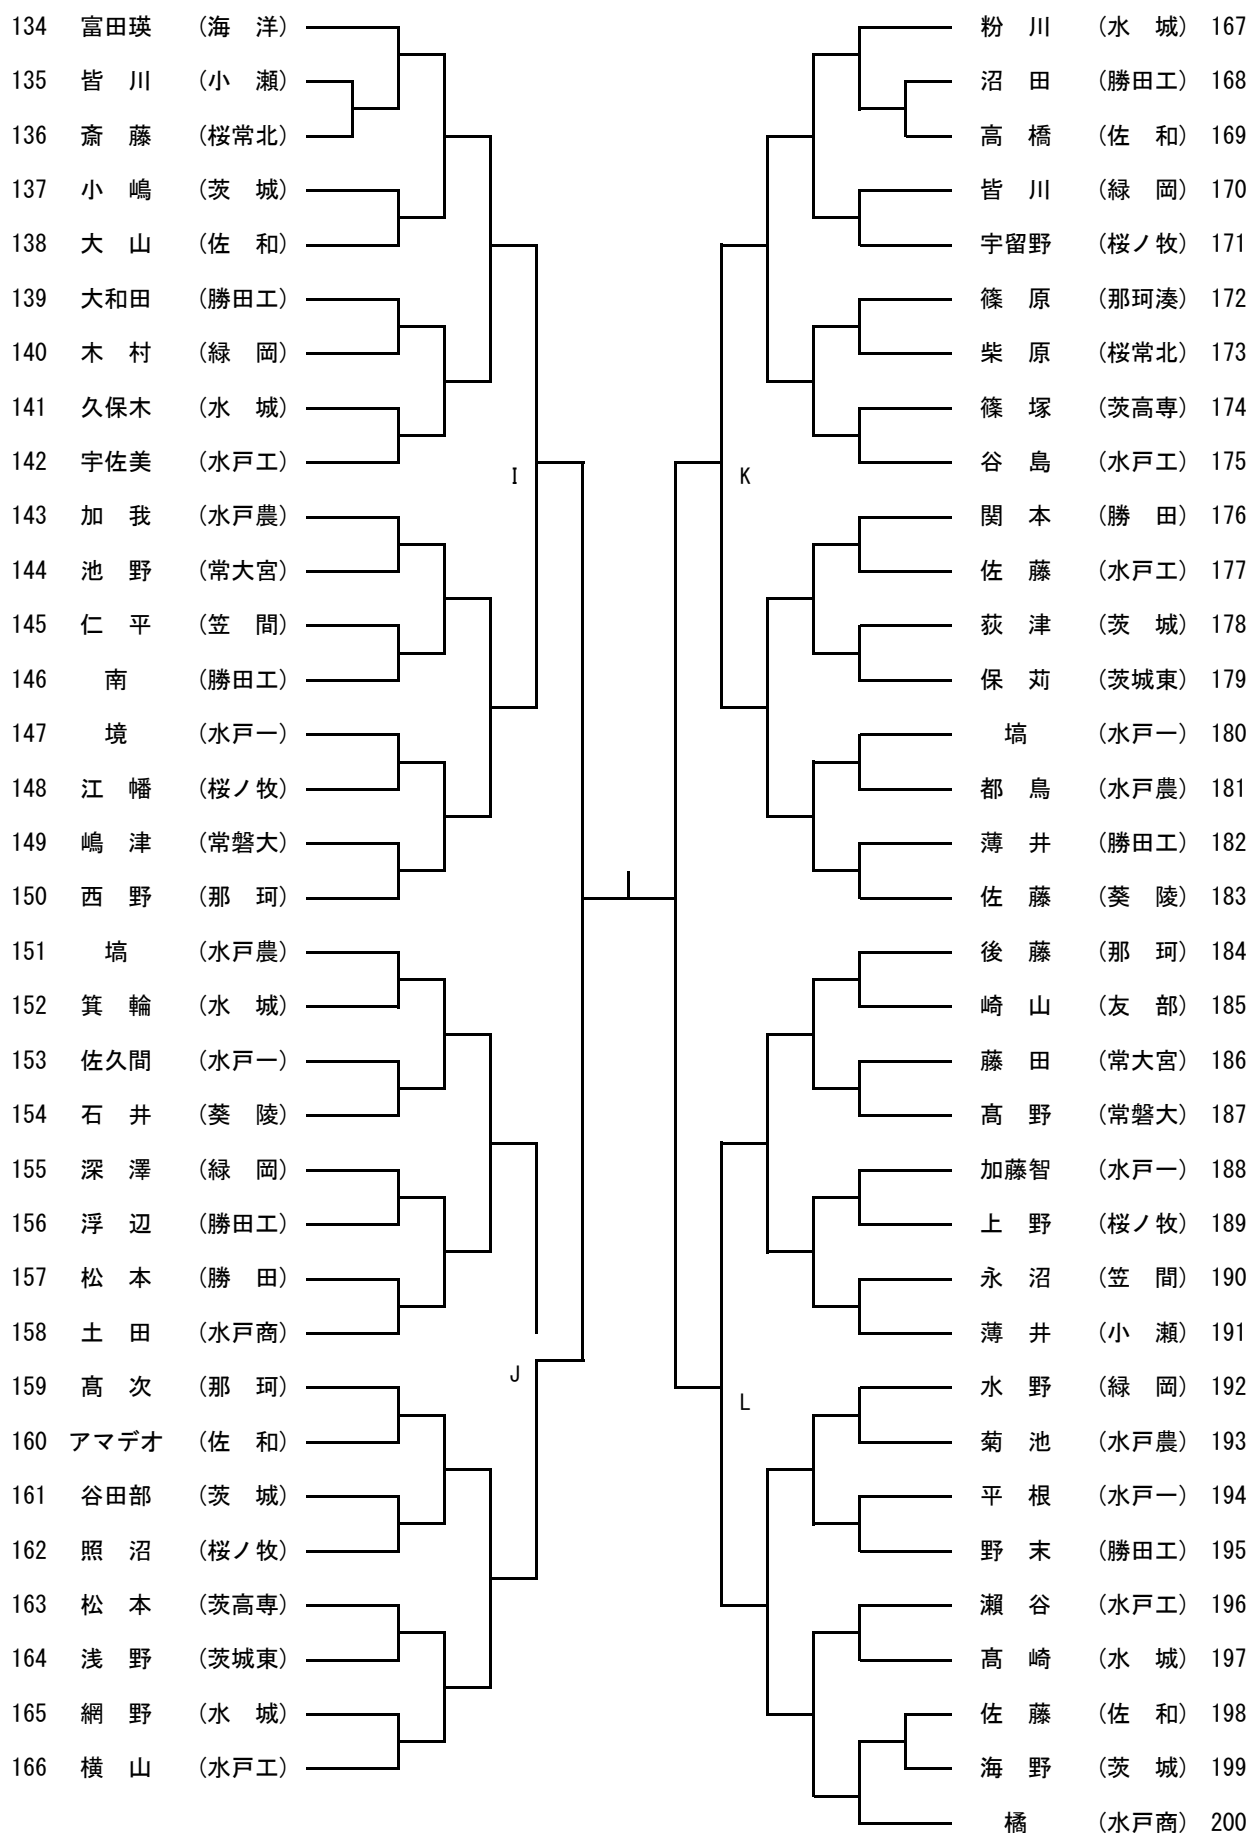 134 富田瑛 (海 洋)
135 皆 川 (小 瀬)
136 斎 藤 (桜常北)
137 小 嶋 (茨 城)
138 大 山 (佐 和)
139 大和田 (勝田工)
140 木 村 (緑 岡)
141 久保木 (水 城)
142 宇佐美 (水戸工)
143 加 我 (水戸農)
144 池 野 (常大宮)
145 仁 平 (笠 間)
146 南 (勝田工)
147 境 (水戸一)
148 江 幡 (桜ノ牧)
149 嶋 津 (常磐大)
150 西 野 (那 珂)
151 塙 (水戸農)
152 箕 輪 (水 城)
153 佐久間 (水戸一)
154 石 井 (葵 陵)
155 深 澤 (緑 岡)
156 浮 辺 (勝田工)
157 松 本 (勝 田)
158 土 田 (水戸商)
159 髙 次 (那 珂)
160 アマデオ (佐 和)
161 谷田部 (茨 城)
162 照 沼 (桜ノ牧)
163 松 本 (茨高専)
164 浅 野 (茨城東)
165 網 野 (水 城)
166 横 山 (水戸工)
I
J
K
L
粉 川 (水 城) 167
沼 田 (勝田工) 168
高 橋 (佐 和) 169
皆 川 (緑 岡) 170
宇留野 (桜ノ牧) 171
篠 原 (那珂湊) 172
柴 原 (桜常北) 173
篠 塚 (茨高専) 174
谷 島 (水戸工) 175
関 本 (勝 田) 176
佐 藤 (水戸工) 177
荻 津 (茨 城) 178
保 苅 (茨城東) 179
塙 (水戸一) 180
都 鳥 (水戸農) 181
薄 井 (勝田工) 182
佐 藤 (葵 陵) 183
後 藤 (那 珂) 184
崎 山 (友 部) 185
藤 田 (常大宮) 186
髙 野 (常磐大) 187
加藤智 (水戸一) 188
上 野 (桜ノ牧) 189
永 沼 (笠 間) 190
薄 井 (小 瀬) 191
水 野 (緑 岡) 192
菊 池 (水戸農) 193
平 根 (水戸一) 194
野 末 (勝田工) 195
瀬 谷 (水戸工) 196
髙 崎 (水 城) 197
佐 藤 (佐 和) 198
海 野 (茨 城) 199
橘 (水戸商) 200